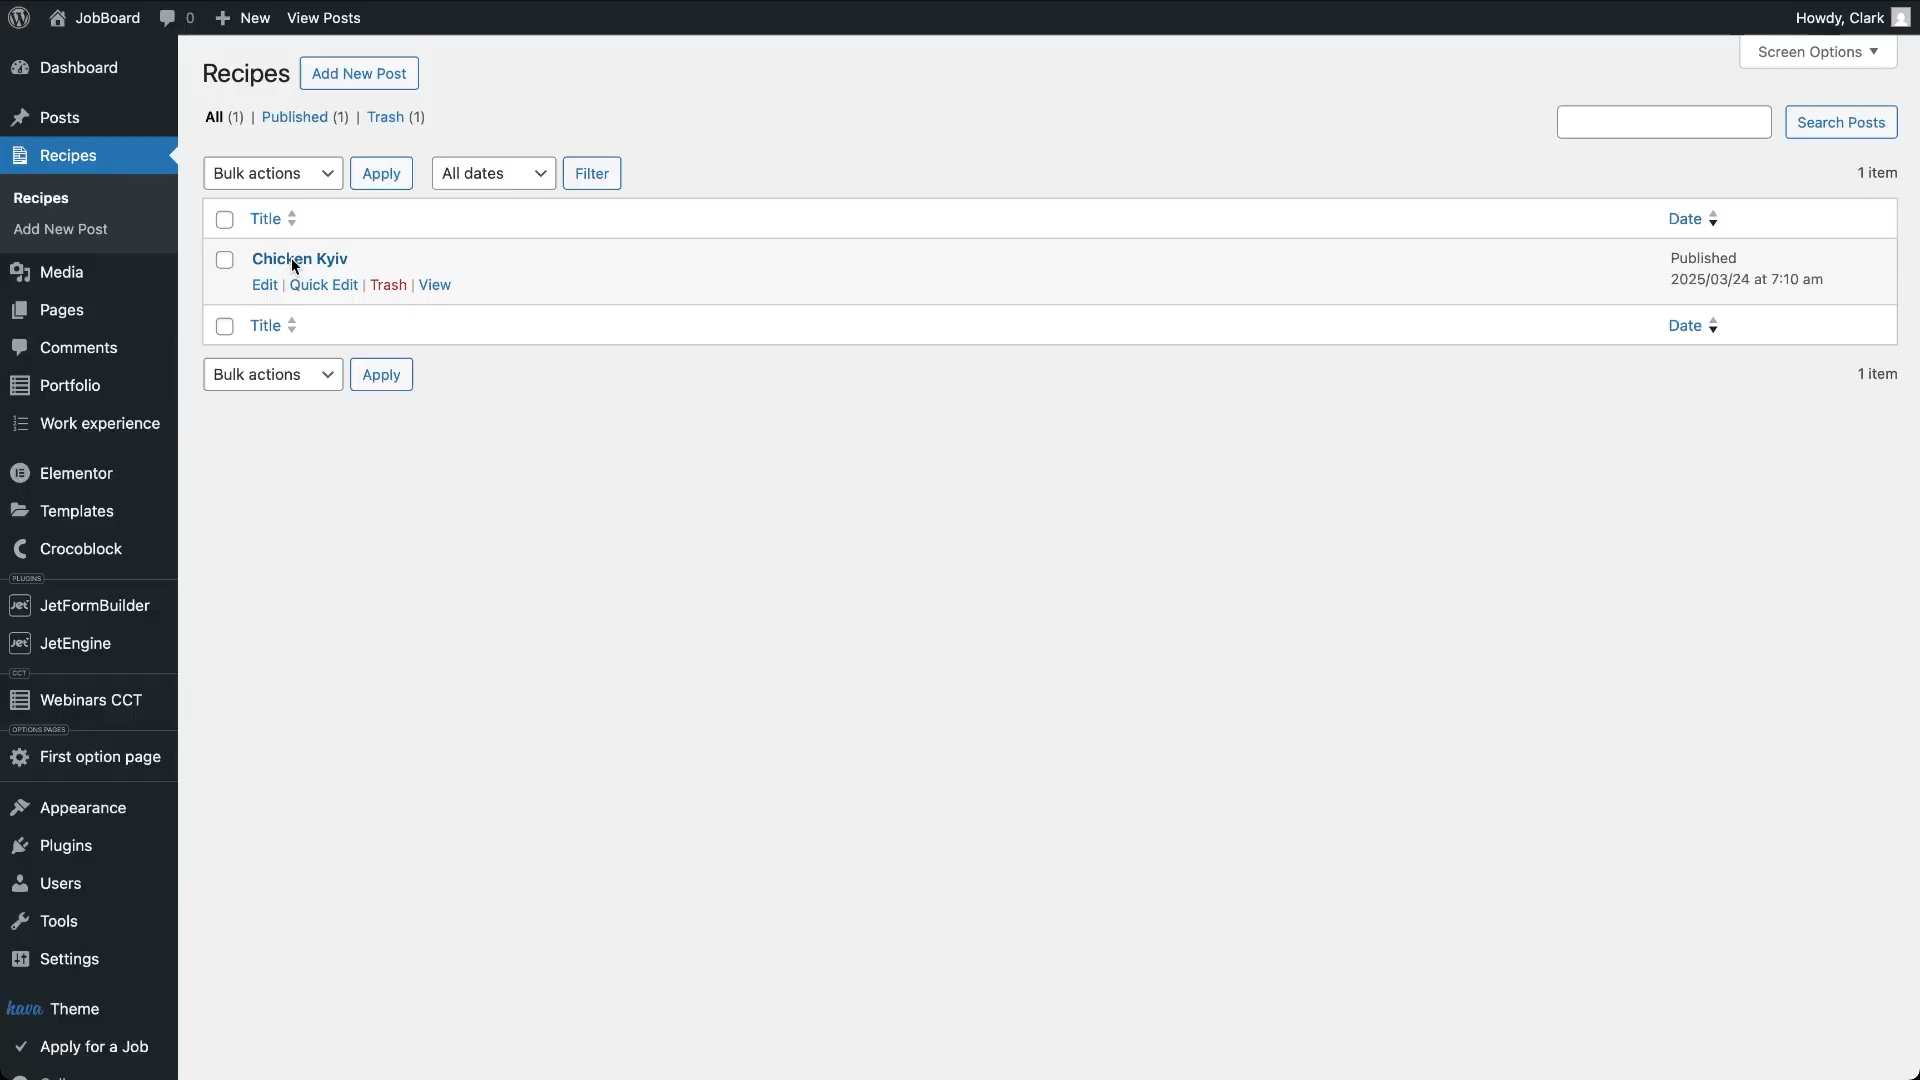 JobBoard 0 New View Posts Howdy, Clark
Screen Options
Dashboard
Posts
Recipes
Recipes
Add New Post
Media
Pages
Comments
Portfolio
Work experience
Elementor
Templates
Crocoblock
PLUGINS
JetFormBuilder
JetEngine
CCT
Webinars CCT
OPTIONS PAGES
First option page
Appearance
Plugins
Users
Tools
Settings
hava Theme
Apply for a Job
Recipes Add New Post
All (1) | Published (1) | Trash (1)
Search Posts
Bulk actions Apply All dates Filter 1 item
Title Date
Chicken Kyiv Published
Edit | Quick Edit | Trash | View 2025/03/24 at 7:10 am
Title Date
Bulk actions Apply 1 item